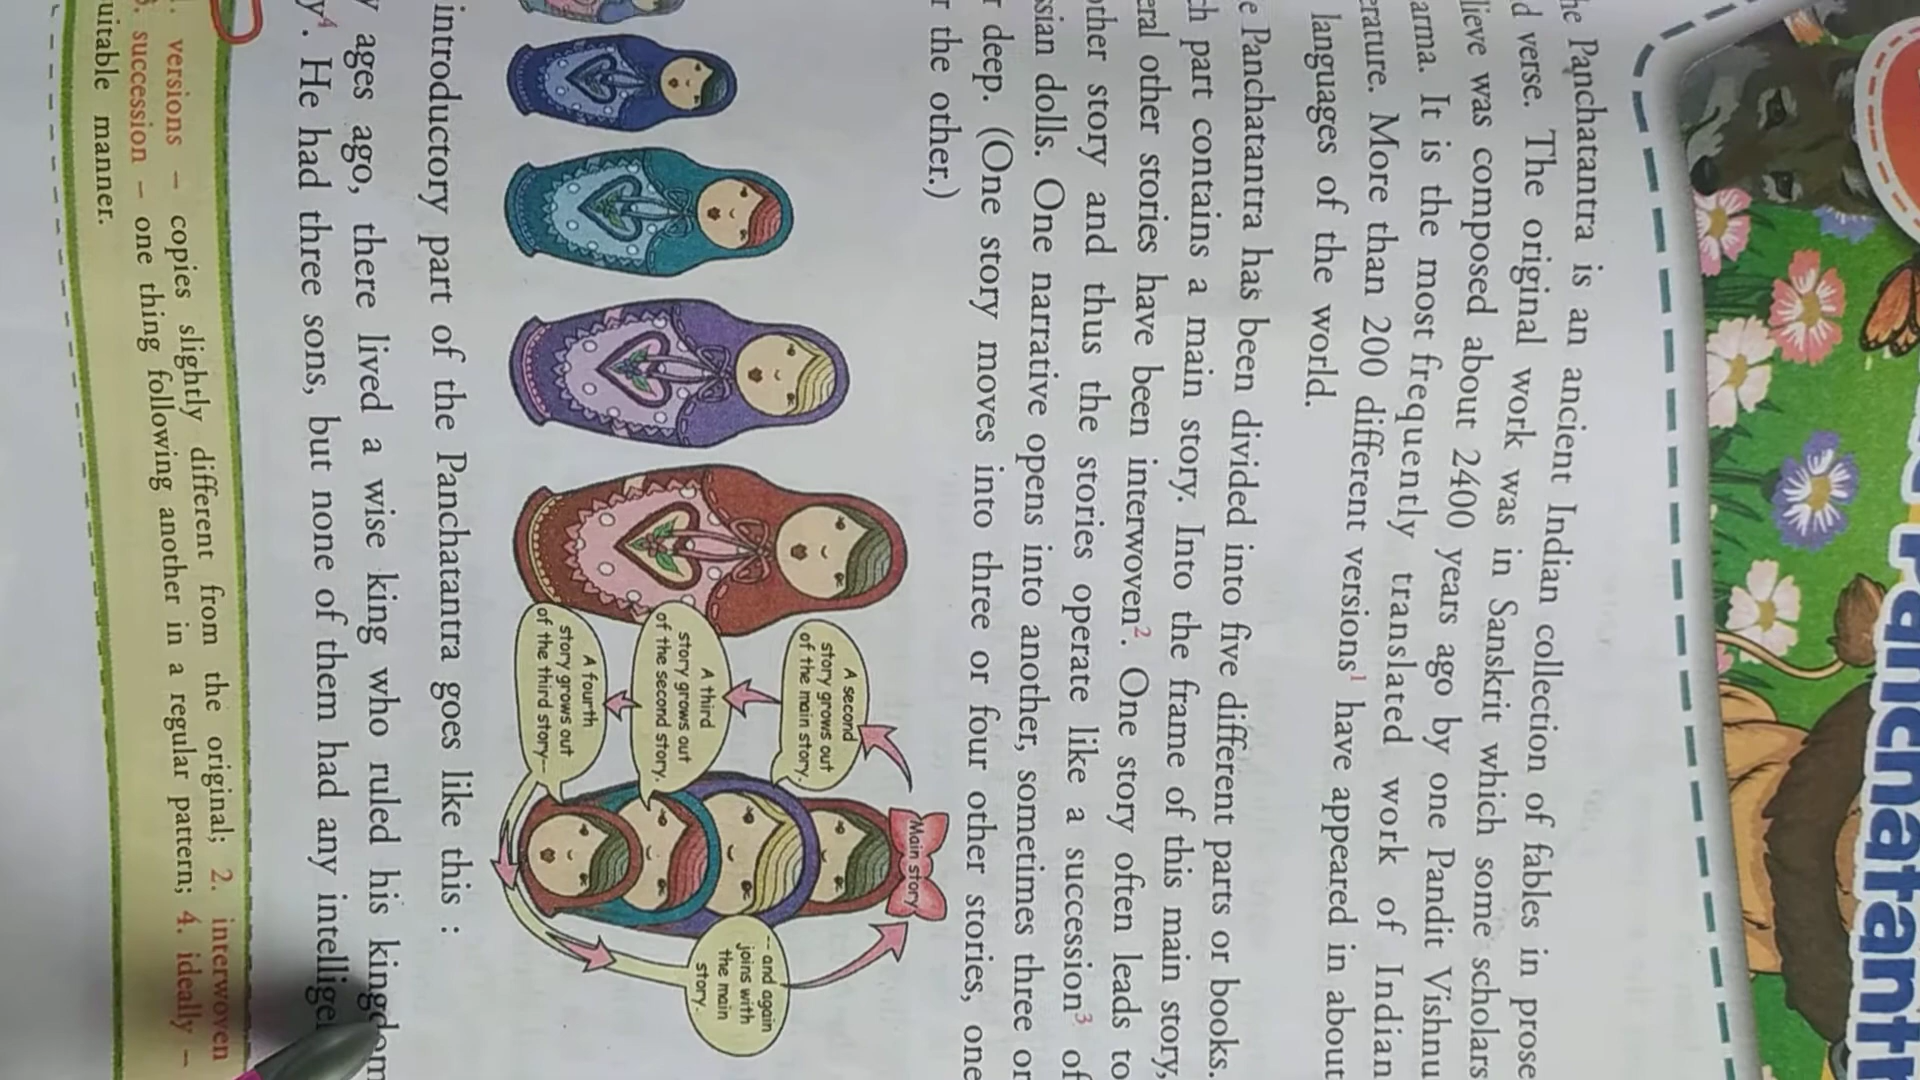 Panchatantra
he Panchatantra is an ancient Indian collection of fables in prose
d verse. The original work was in Sanskrit which some scholars
lieve was composed about 2400 years ago by one Pandit Vishnu
arma. It is the most frequently translated work of Indian
erature. More than 200 different versions¹ have appeared in about
languages of the world.
e Panchatantra has been divided into five different parts or books.
ch part contains a main story. Into the frame of this main story,
eral other stories have been interwoven². One story often leads to
other story and thus the stories operate like a succession³ of
ssian dolls. One narrative opens into another, sometimes three or
r deep. (One story moves into three or four other stories, one
r the other.)
Main story
A second
story grows out
of the main story.
A third
story grows out
of the second story.
A fourth
story grows out
of the third story--
-- and again
joins with
the main
story.
introductory part of the Panchatantra goes like this :
y ages ago, there lived a wise king who ruled his kingdom
y⁴. He had three sons, but none of them had any intellige
versions – copies slightly different from the original; 2. interwoven
3. succession – one thing following another in a regular pattern; 4. ideally –
uitable manner.